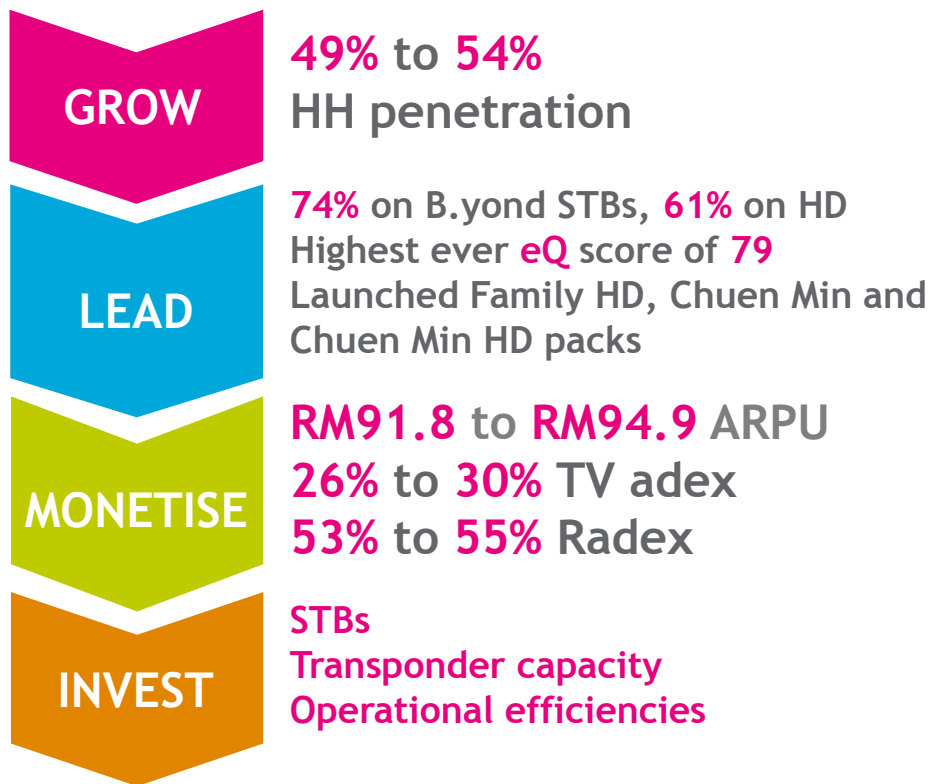 GROW
49% to 54%
HH penetration
LEAD
74% on B.yond STBs, 61% on HD
Highest ever eQ score of 79
Launched Family HD, Chuen Min and
Chuen Min HD packs
MONETISE
RM91.8 to RM94.9 ARPU
26% to 30% TV adex
53% to 55% Radex
INVEST
STBs
Transponder capacity
Operational efficiencies